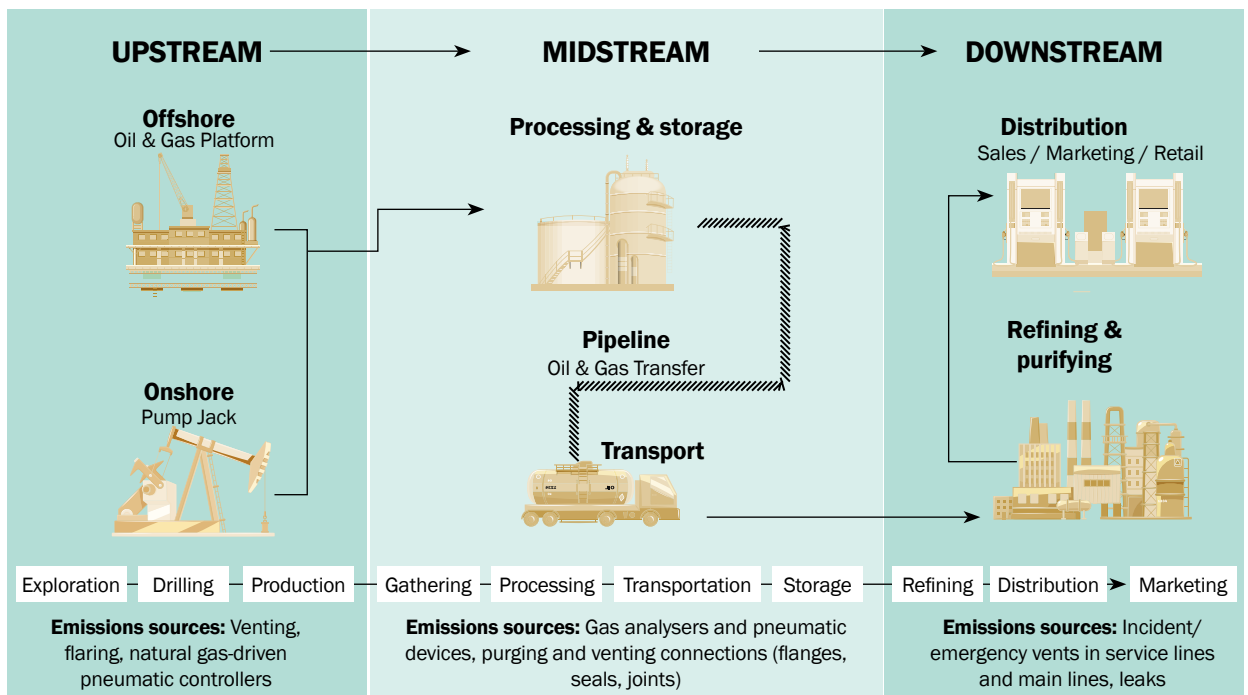 UPSTREAM
MIDSTREAM
DOWNSTREAM
Offshore
Oil & Gas Platform
Onshore
Pump Jack
Processing & storage
Pipeline
Oil & Gas Transfer
Transport
Distribution
Sales / Marketing / Retail
Refining &
purifying
Exploration
Drilling
Production
Gathering
Processing
Transportation
Storage
Refining
Distribution
Marketing
Emissions sources: Venting,
flaring, natural gas-driven
pneumatic controllers
Emissions sources: Gas analysers and pneumatic
devices, purging and venting connections (flanges,
seals, joints)
Emissions sources: Incident/
emergency vents in service lines
and main lines, leaks